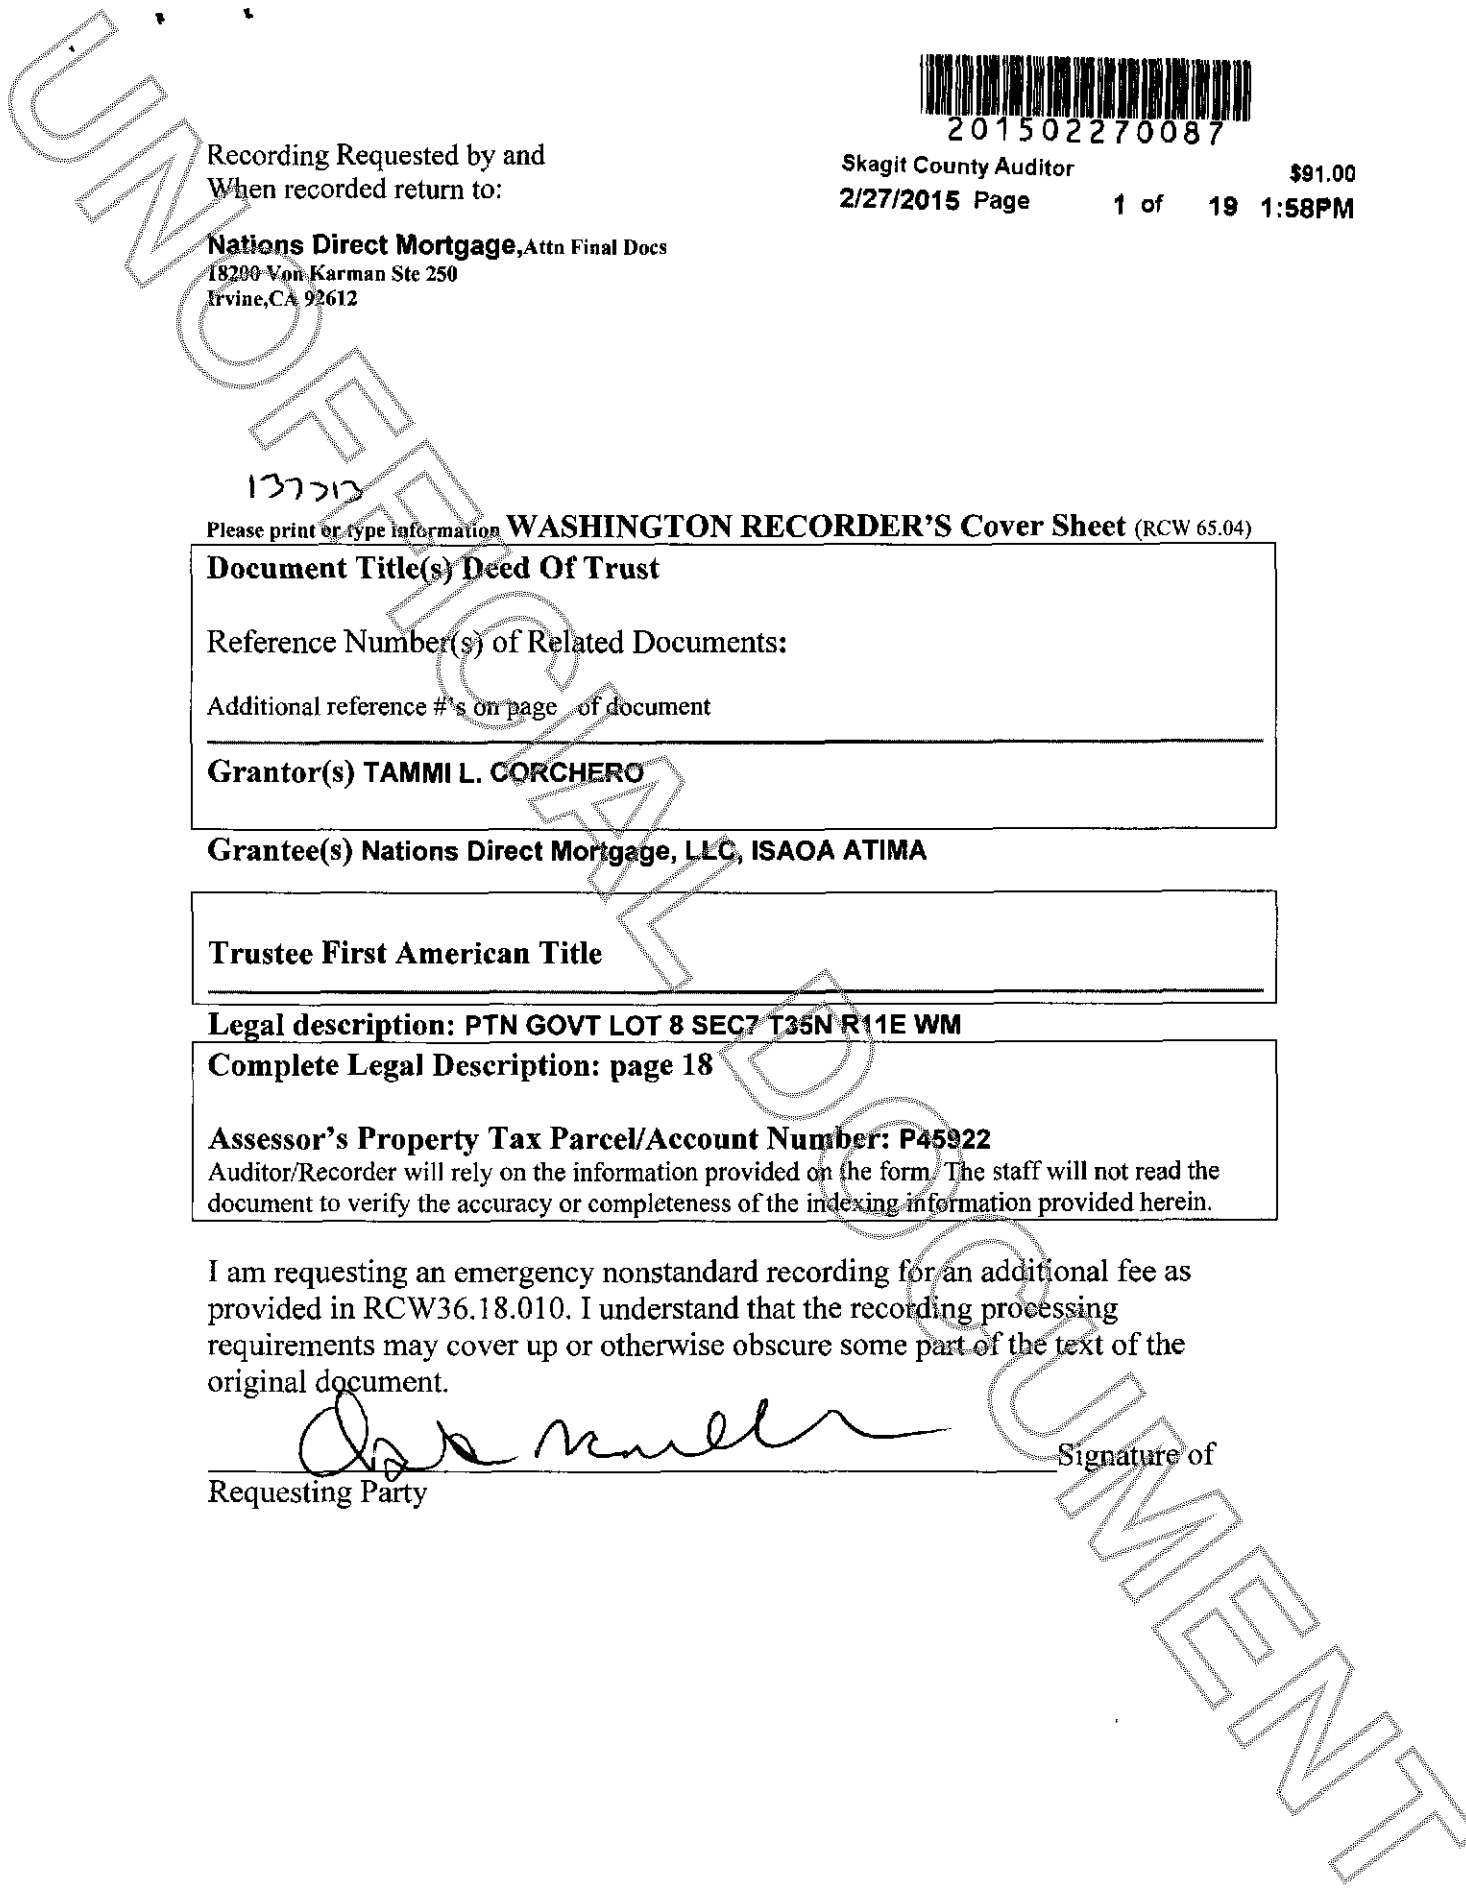 201502270087
Skagit County Auditor $91.00
2/27/2015 Page 1 of 19 1:58PM
Recording Requested by and
When recorded return to:
Nations Direct Mortgage,Attn Final Docs
18200 Von Karman Ste 250
Irvine,CA 92612
Please print or type information WASHINGTON RECORDER'S Cover Sheet (RCW 65.04)
Document Title(s) Deed Of Trust
Reference Number(s) of Related Documents:
Additional reference #'s on page of document
Grantor(s) TAMMI L. CORCHERO
Grantee(s) Nations Direct Mortgage, LLC, ISAOA ATIMA
Trustee First American Title
Legal description: PTN GOVT LOT 8 SEC7 T35N R11E WM
Complete Legal Description: page 18
Assessor's Property Tax Parcel/Account Number: P45922
Auditor/Recorder will rely on the information provided on the form. The staff will not read the
document to verify the accuracy or completeness of the indexing information provided herein.
I am requesting an emergency nonstandard recording for an additional fee as
provided in RCW36.18.010. I understand that the recording processing
requirements may cover up or otherwise obscure some part of the text of the
original document.
Signature of
Requesting Party
UNOFFICIAL DOCUMENT